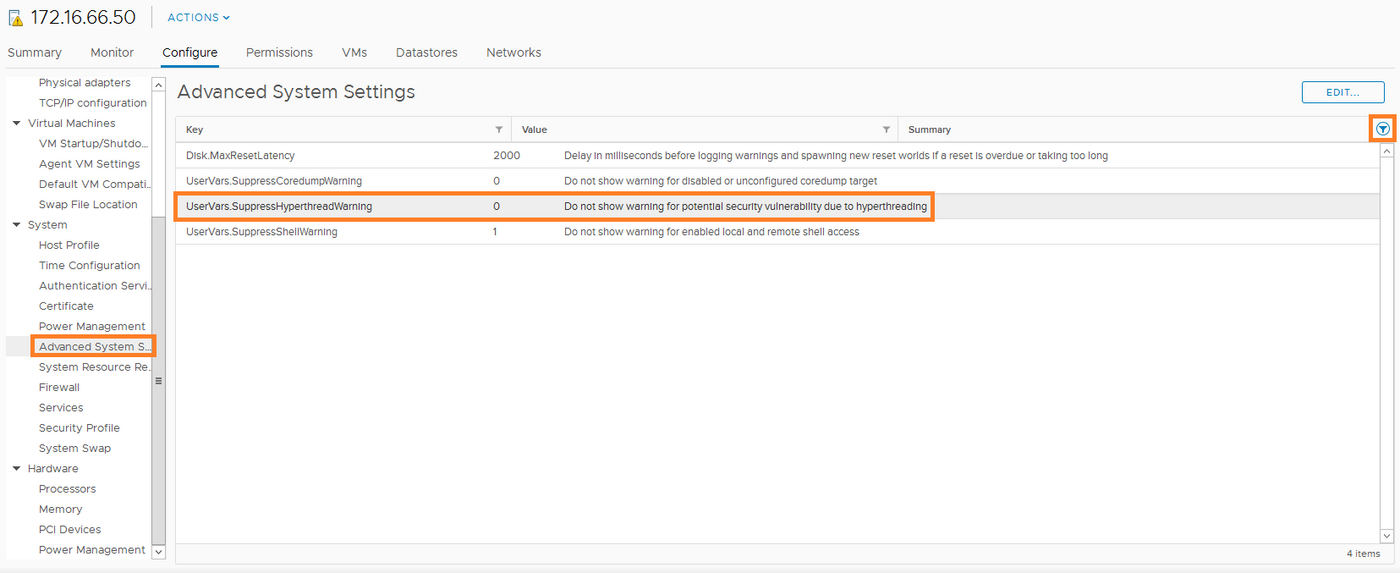 172.16.66.50 ACTIONS
Summary Monitor Configure Permissions VMs Datastores Networks
Physical adapters
TCP/IP configuration
Virtual Machines
VM Startup/Shutdo...
Agent VM Settings
Default VM Compati...
Swap File Location
System
Host Profile
Time Configuration
Authentication Servi...
Certificate
Power Management
Advanced System S...
System Resource Re...
Firewall
Services
Security Profile
System Swap
Hardware
Processors
Memory
PCI Devices
Power Management
Advanced System Settings
EDIT...
Key Value Summary
Disk.MaxResetLatency 2000 Delay in milliseconds before logging warnings and spawning new reset worlds if a reset is overdue or taking too long
UserVars.SuppressCoredumpWarning 0 Do not show warning for disabled or unconfigured coredump target
UserVars.SuppressHyperthreadWarning 0 Do not show warning for potential security vulnerability due to hyperthreading
UserVars.SuppressShellWarning 1 Do not show warning for enabled local and remote shell access
4 items